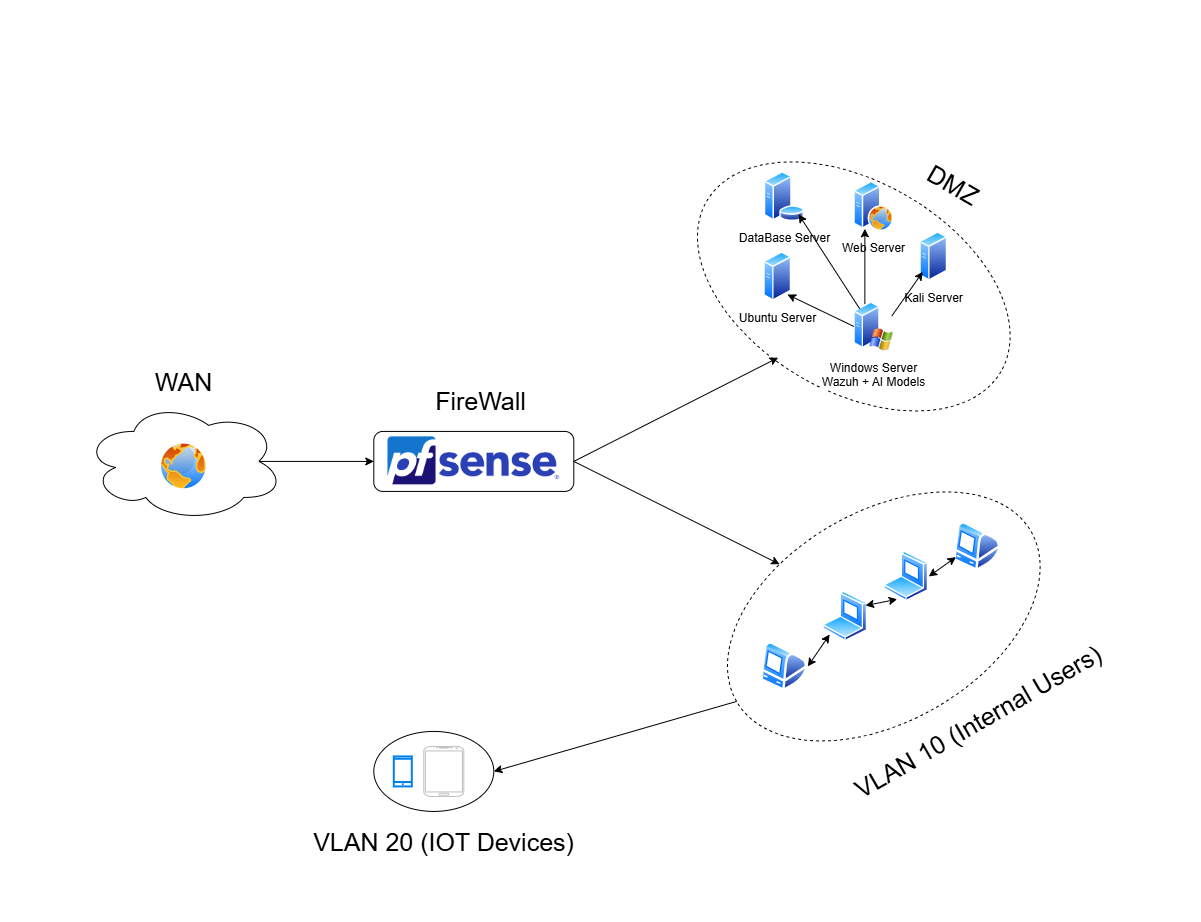 DMZ
DataBase Server
Web Server
Kali Server
Ubuntu Server
Windows Server
Wazuh + AI Models
WAN
FireWall
pfsense
VLAN 10 (Internal Users)
VLAN 20 (IOT Devices)